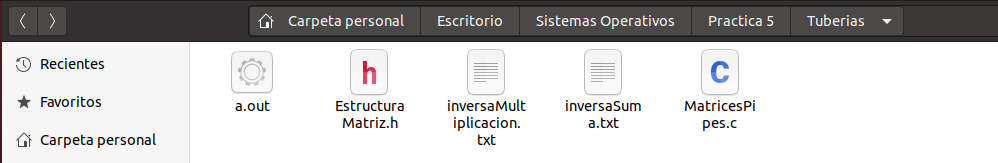 Carpeta personal Escritorio Sistemas Operativos Practica 5 Tuberias
Recientes
Favoritos
Carpeta personal
a.out
Estructura
Matriz.h
inversaMult
iplicacion.
txt
inversaSum
a.txt
MatricesPi
pes.c
h
C